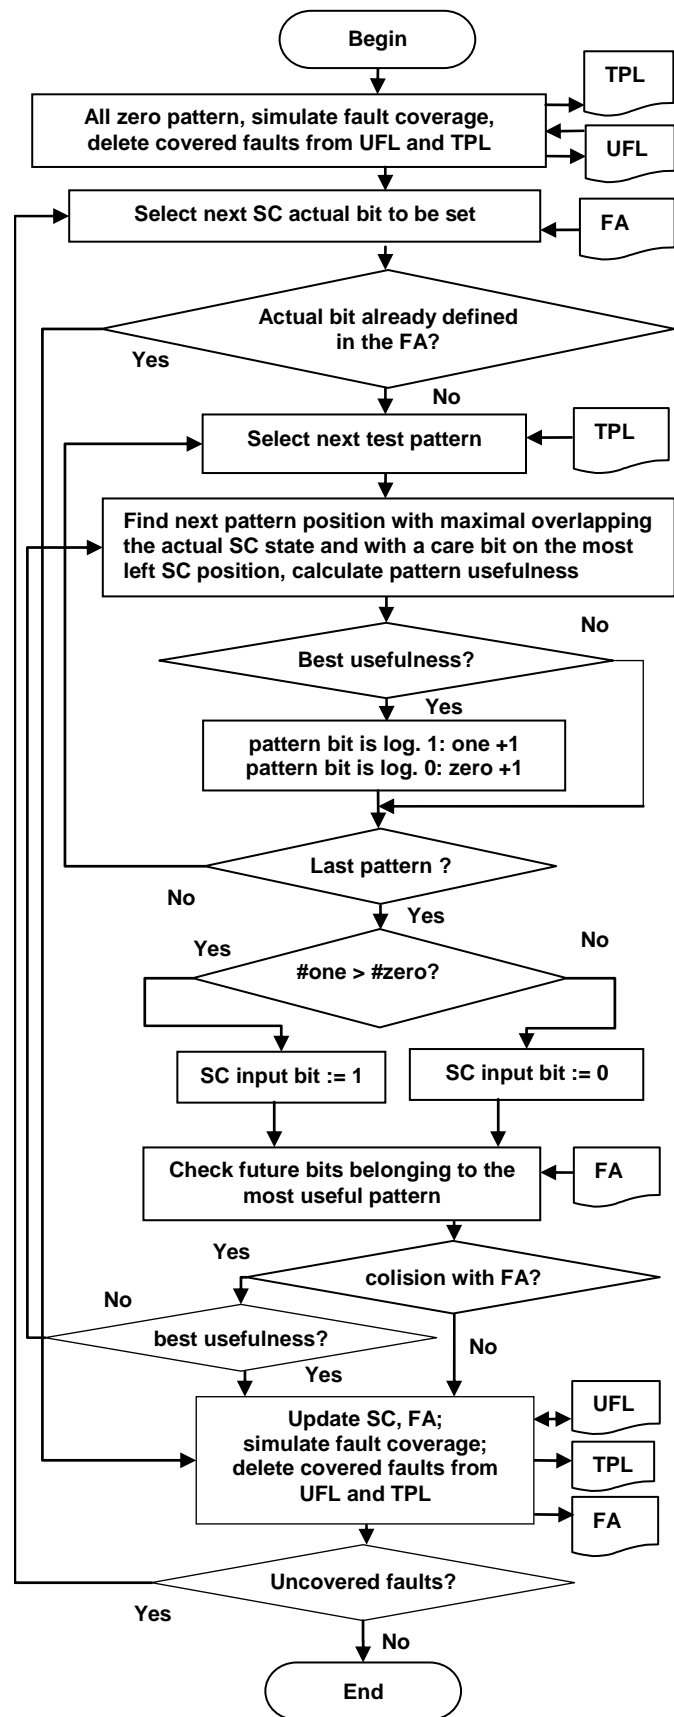 Begin
TPL
All zero pattern, simulate fault coverage,
delete covered faults from UFL and TPL
UFL
Select next SC actual bit to be set
FA
Actual bit already defined
in the FA?
Yes
No
Select next test pattern
TPL
Find next pattern position with maximal overlapping
the actual SC state and with a care bit on the most
left SC position, calculate pattern usefulness
No
Best usefulness?
Yes
pattern bit is log. 1: one +1
pattern bit is log. 0: zero +1
Last pattern ?
No
Yes
Yes
No
#one > #zero?
SC input bit := 1
SC input bit := 0
Check future bits belonging to the
most useful pattern
FA
Yes
colision with FA?
No
best usefulness?
No
Yes
Update SC, FA;
simulate fault coverage;
delete covered faults from
UFL and TPL
UFL
TPL
FA
Uncovered faults?
Yes
No
End